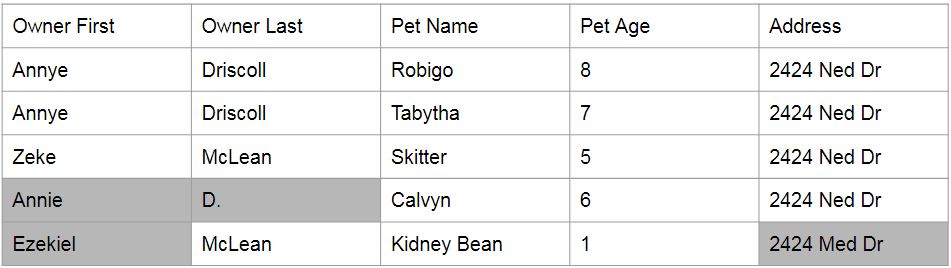 Owner First Owner Last Pet Name Pet Age Address
Annye Driscoll Robigo 8 2424 Ned Dr
Annye Driscoll Tabytha 7 2424 Ned Dr
Zeke McLean Skitter 5 2424 Ned Dr
Annie D. Calvyn 6 2424 Ned Dr
Ezekiel McLean Kidney Bean 1 2424 Med Dr